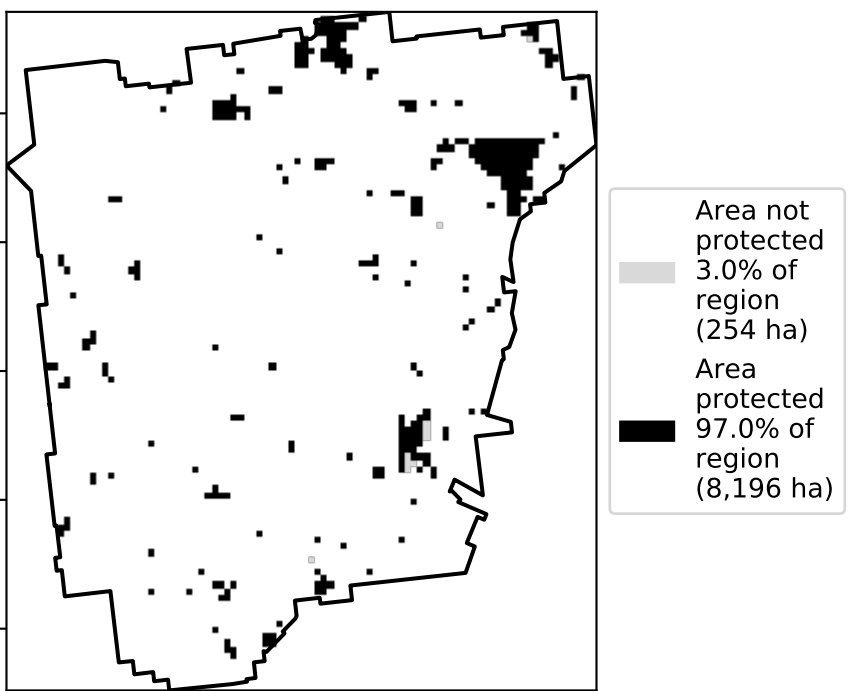 Area not
protected
3.0% of
region
(254 ha)
Area
protected
97.0% of
region
(8,196 ha)